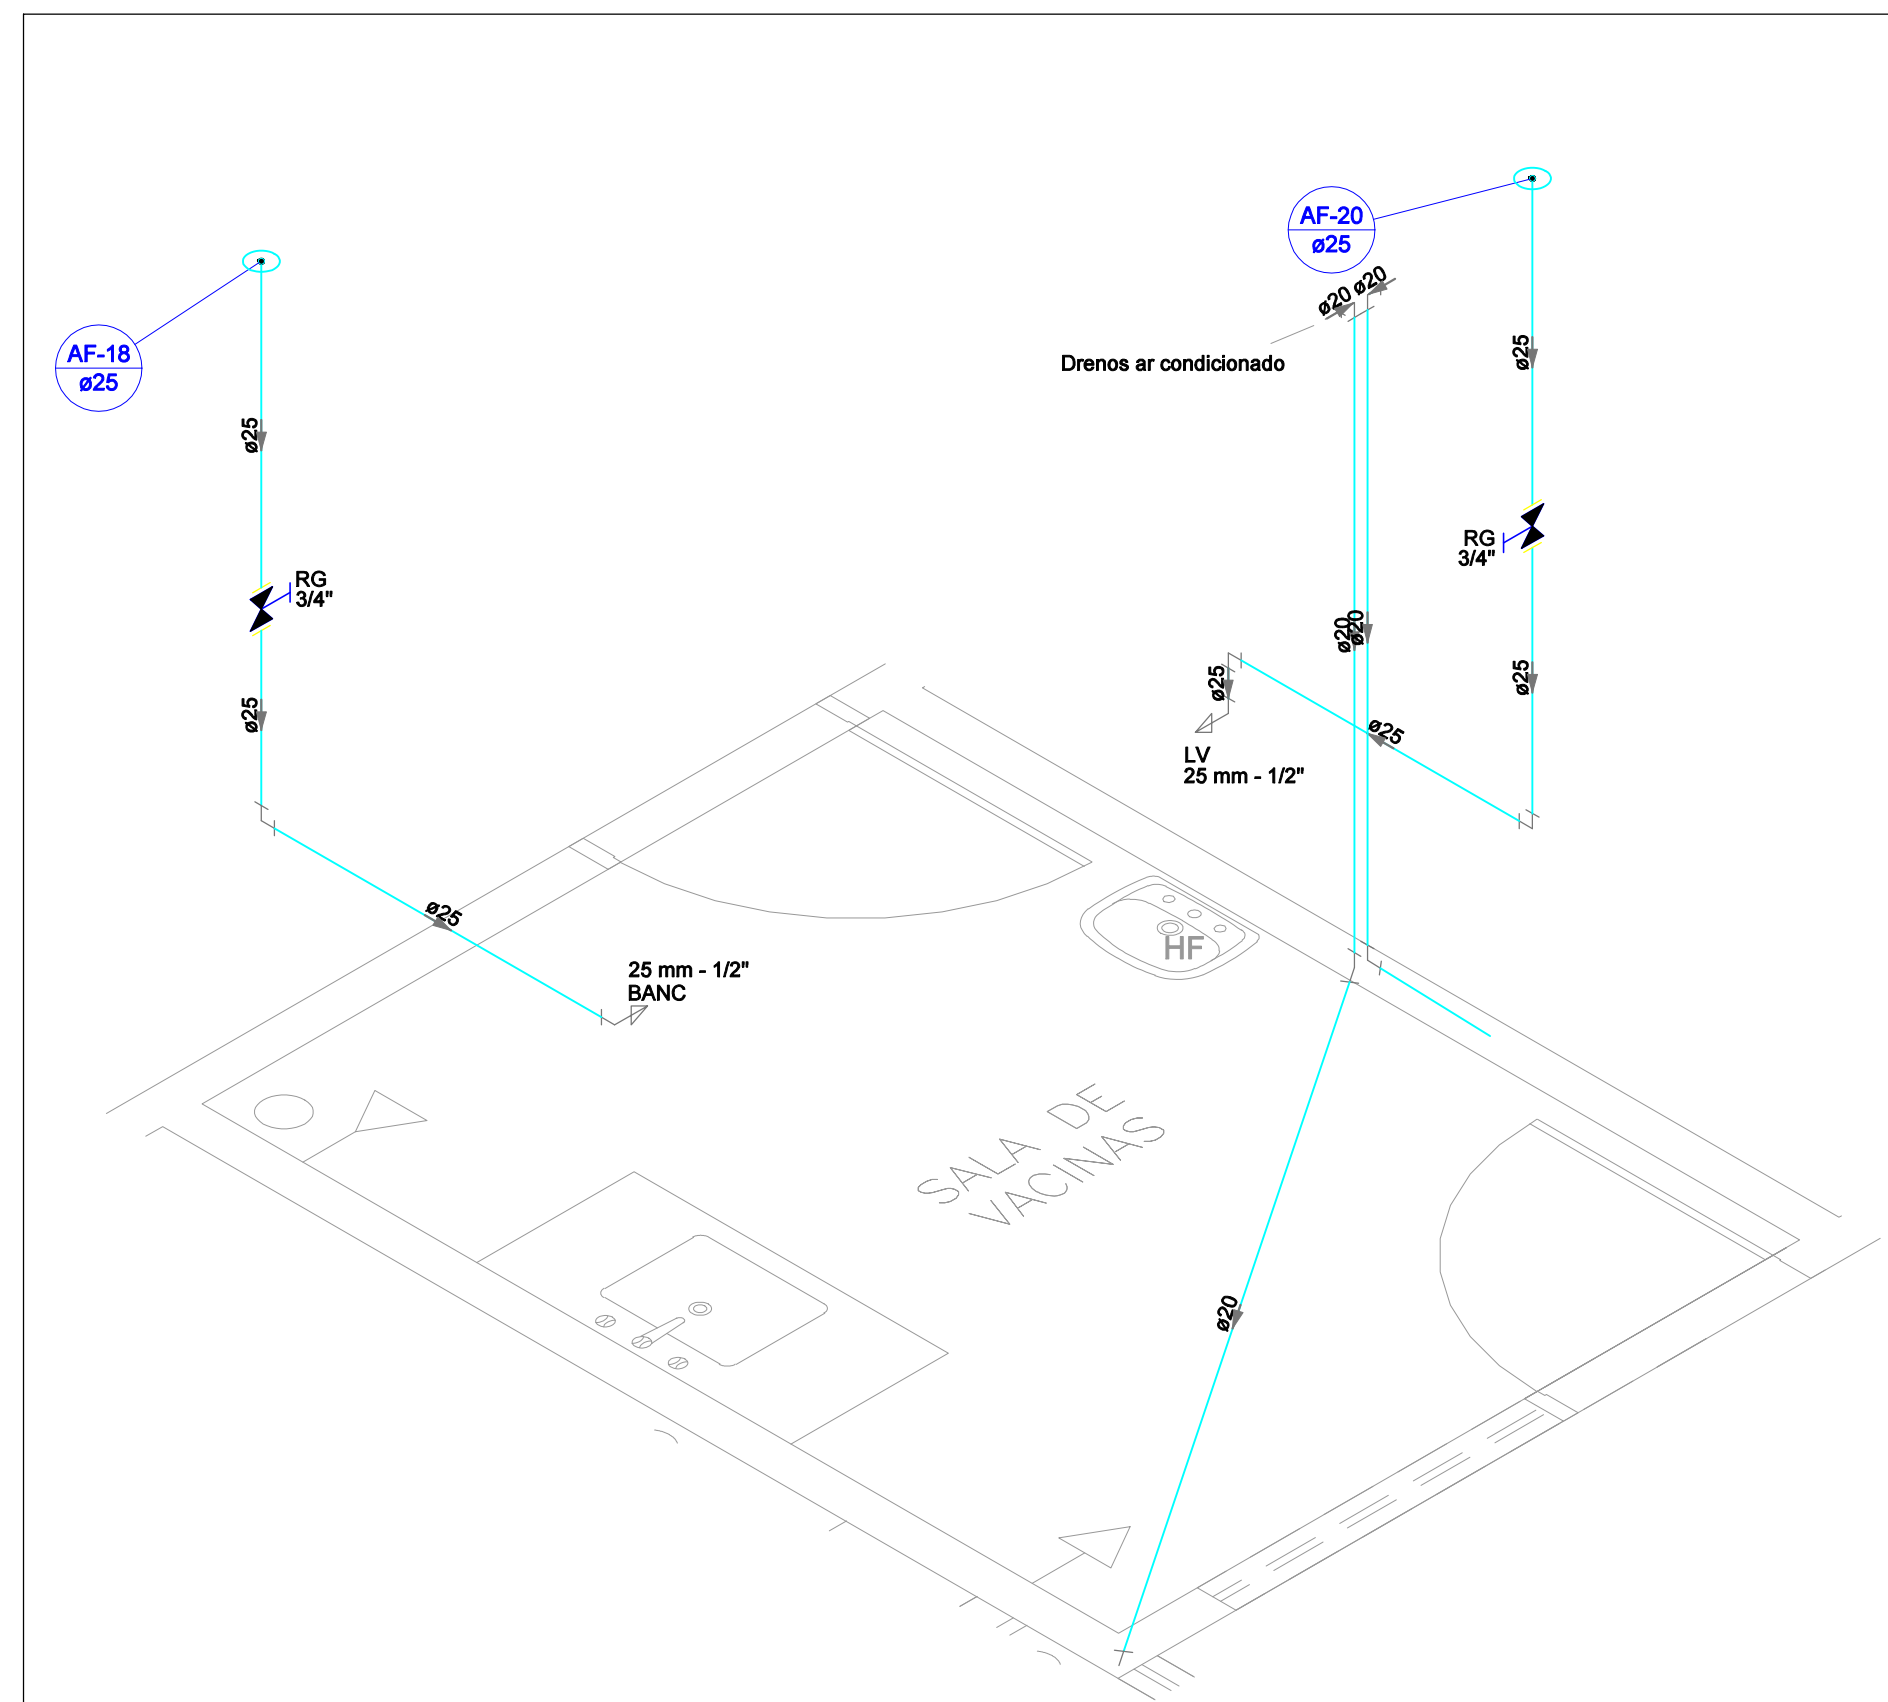 AF-20
ø25
ø20
ø20
AF-18
ø25
Drenos ar condicionado
ø25
ø25
RG
3/4"
RG
3/4"
ø20
ø20
ø25
ø25
ø25
ø25
LV
25 mm - 1/2"
ø25
HF
25 mm - 1/2"
BANC
SALA DE
VACINAS
ø20